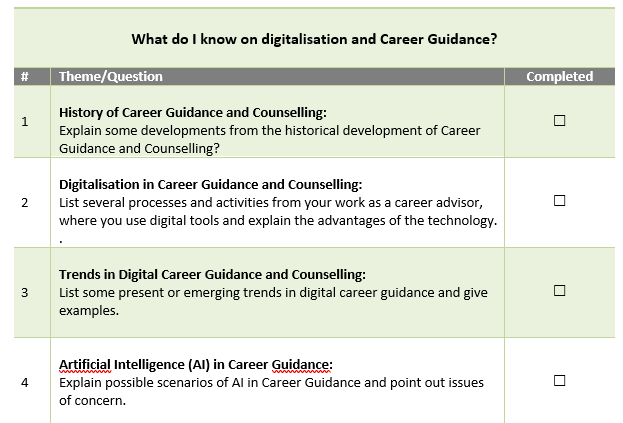 What do I know on digitalisation and Career Guidance?
# Theme/Question Completed
1
History of Career Guidance and Counselling:
Explain some developments from the historical development of Career
Guidance and Counselling?
☐
2
Digitalisation in Career Guidance and Counselling:
List several processes and activities from your work as a career advisor,
where you use digital tools and explain the advantages of the technology.
.
☐
3
Trends in Digital Career Guidance and Counselling:
List some present or emerging trends in digital career guidance and give
examples.
☐
4
Artificial Intelligence (AI) in Career Guidance:
Explain possible scenarios of AI in Career Guidance and point out issues
of concern.
☐